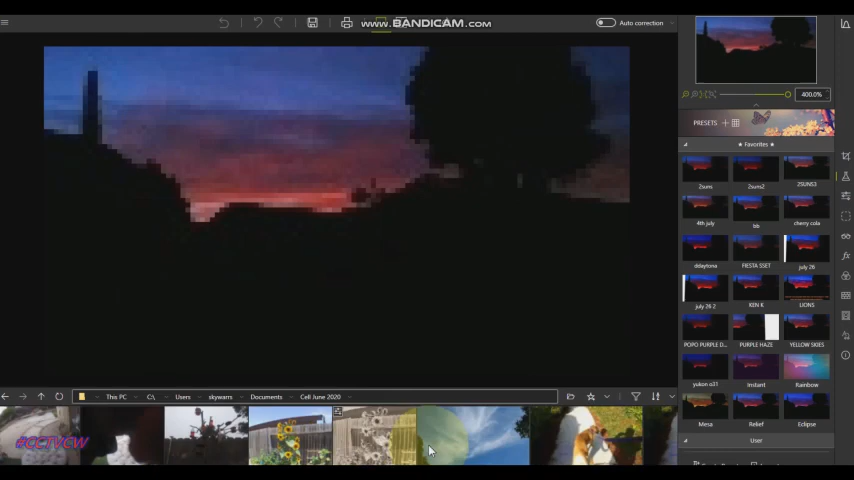 www.BANDICAM.com
Auto correction
400.0%
PRESETS
★ Favorites ★
2suns
2suns2
2SUNS3
4th july
bb
cherry cola
ddaytona
FIESTA SSET
july 26
july 26 2
KEN K
LIONS
POPO PURPLE D...
PURPLE HAZE
YELLOW SKIES
yukon o31
Instant
Rainbow
Mesa
Relief
Eclipse
This PC
C:\
Users
skywarrs
Documents
Cell June 2020
User
#CCTVCW